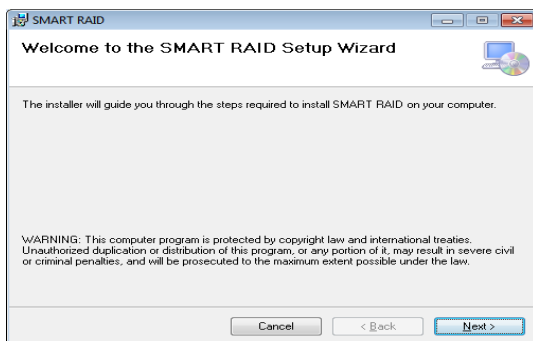 SMART RAID
Welcome to the SMART RAID Setup Wizard
The installer will guide you through the steps required to install SMART RAID on your computer.
WARNING: This computer program is protected by copyright law and international treaties.
Unauthorized duplication or distribution of this program, or any portion of it, may result in severe civil
or criminal penalties, and will be prosecuted to the maximum extent possible under the law.
Cancel
< Back
Next >